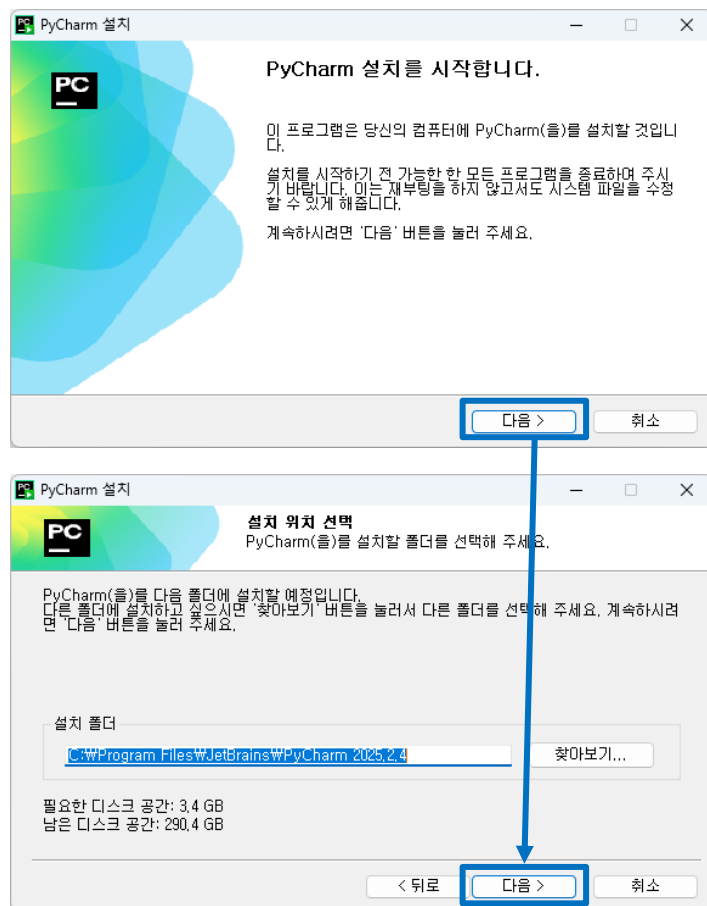 PyCharm 설치
PC
PyCharm 설치를 시작합니다.
이 프로그램은 당신의 컴퓨터에 PyCharm(을)를 설치할 것입니
다.
설치를 시작하기 전 가능한 한 모든 프로그램을 종료하여 주시
기 바랍니다. 이는 재부팅을 하지 않고서도 시스템 파일을 수정
할 수 있게 해줍니다.
계속하시려면 '다음' 버튼을 눌러 주세요.
다음 >
취소
PyCharm 설치
PC
설치 위치 선택
PyCharm(을)를 설치할 폴더를 선택해 주세요.
PyCharm(을)를 다음 폴더에 설치할 예정입니다.
다른 폴더에 설치하고 싶으시면 '찾아보기' 버튼을 눌러서 다른 폴더를 선택해 주세요. 계속하시려
면 '다음' 버튼을 눌러 주세요.
설치 폴더
C:₩Program Files₩JetBrains₩PyCharm 2025.2.4
찾아보기...
필요한 디스크 공간: 3.4 GB
남은 디스크 공간: 290.4 GB
< 뒤로
다음 >
취소